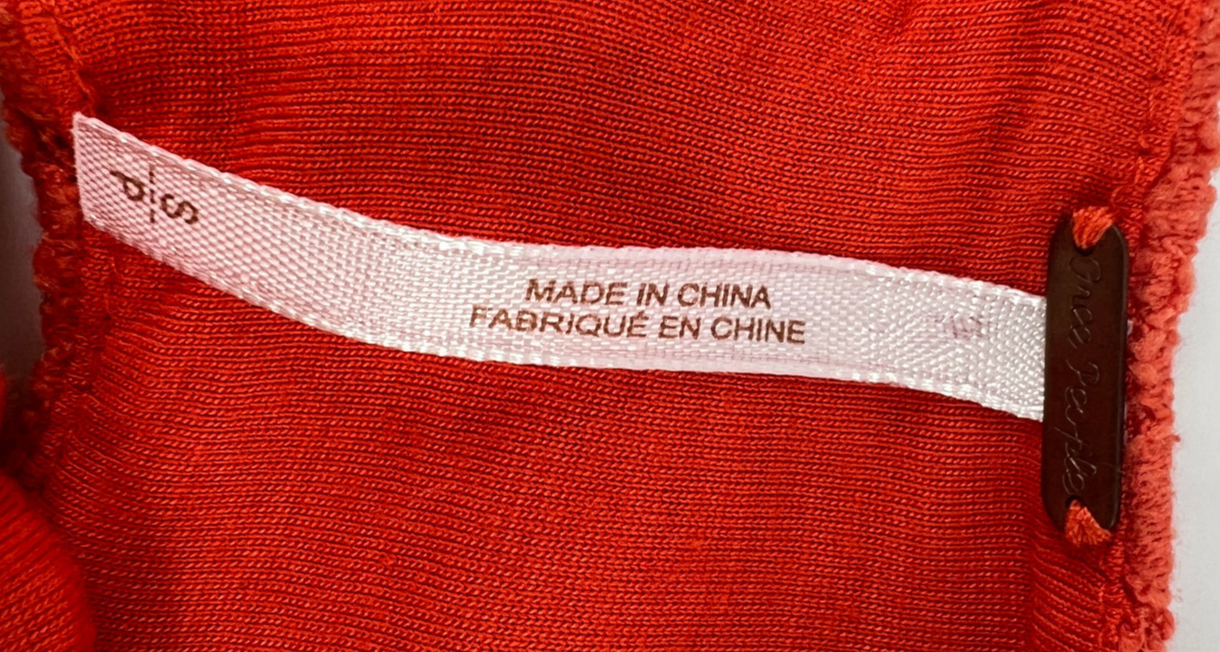 S
P
MADE IN CHINA
FABRIQUÉ EN CHINE